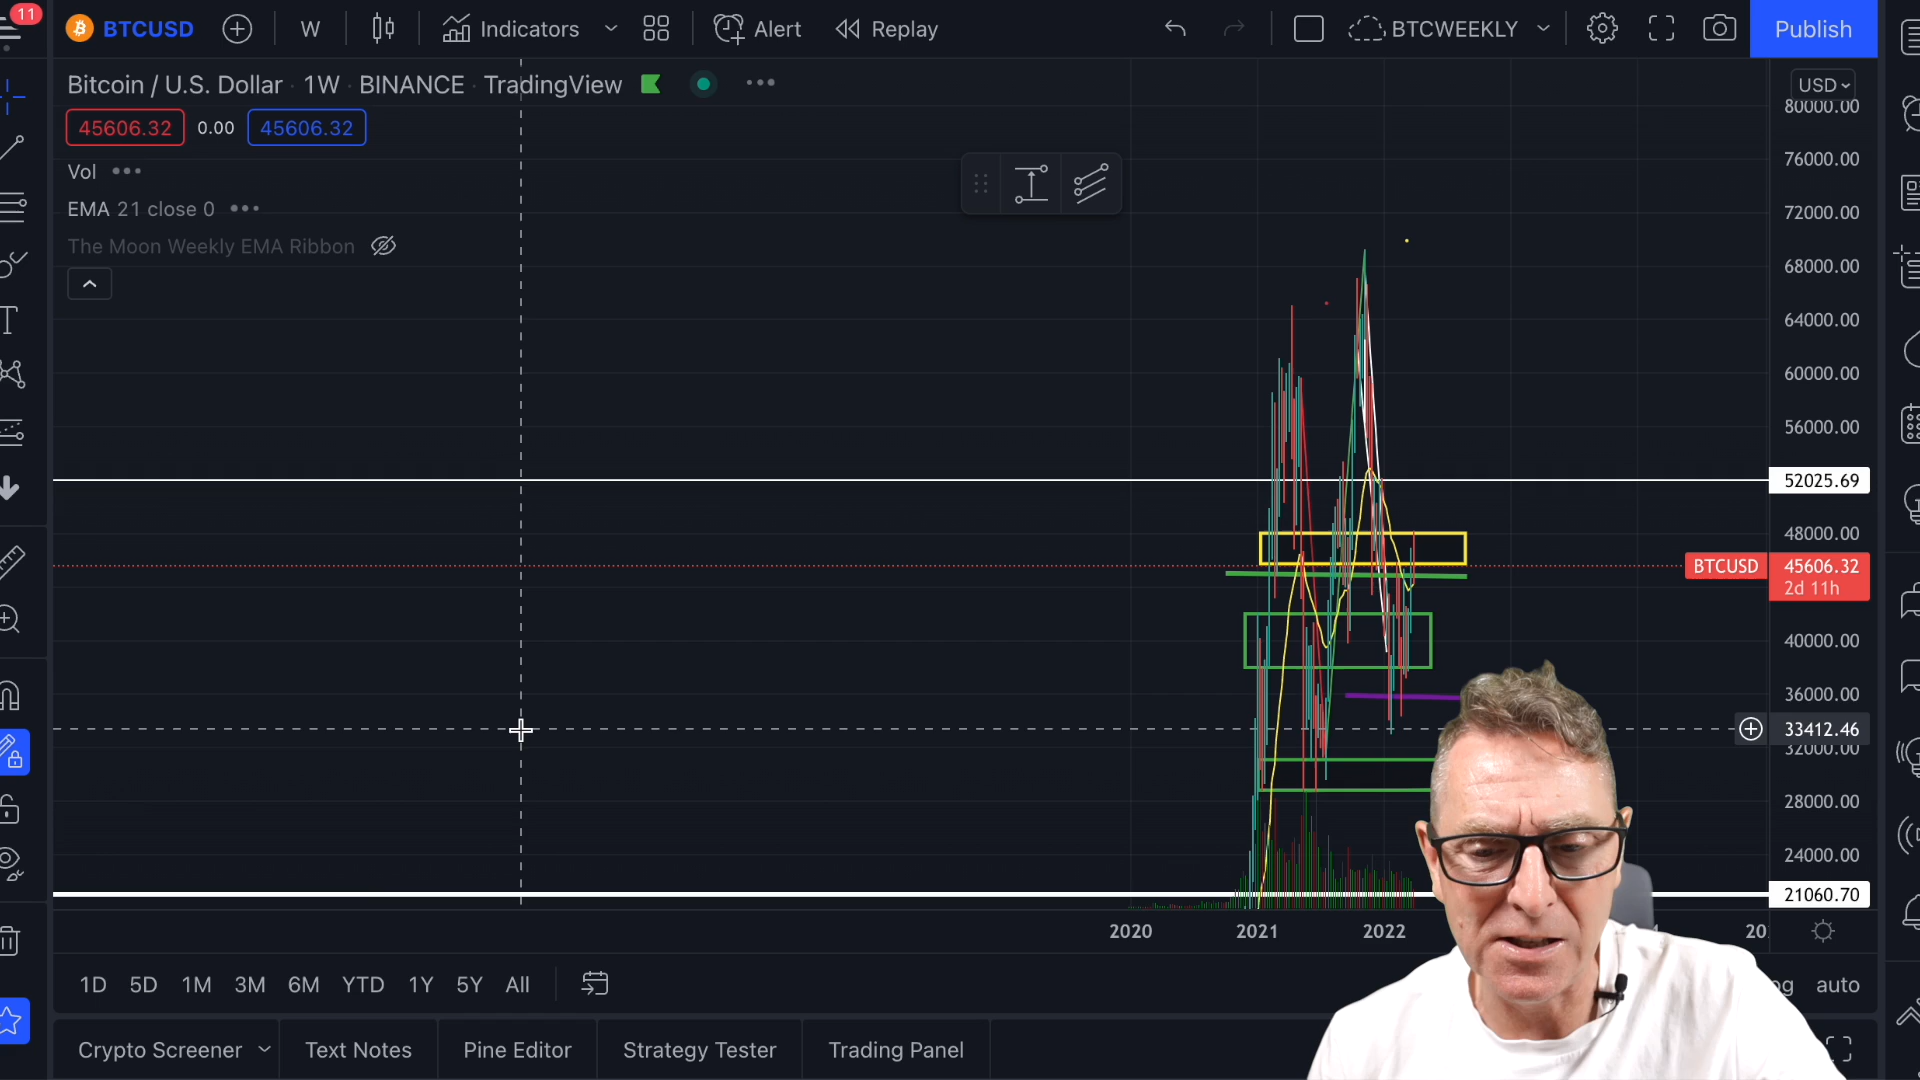 11
BTCUSD W Indicators Alert Replay BTCWEEKLY Publish
Bitcoin / U.S. Dollar · 1W · BINANCE · TradingView
USD
45606.32 0.00 45606.32
Vol
EMA 21 close 0
The Moon Weekly EMA Ribbon
80000.00
76000.00
72000.00
68000.00
64000.00
60000.00
56000.00
52025.69
48000.00
BTCUSD 45606.32
2d 11h
40000.00
36000.00
33412.46
32000.00
28000.00
24000.00
21060.70
2020 2021 2022
1D 5D 1M 3M 6M YTD 1Y 5Y All auto
Crypto Screener Text Notes Pine Editor Strategy Tester Trading Panel